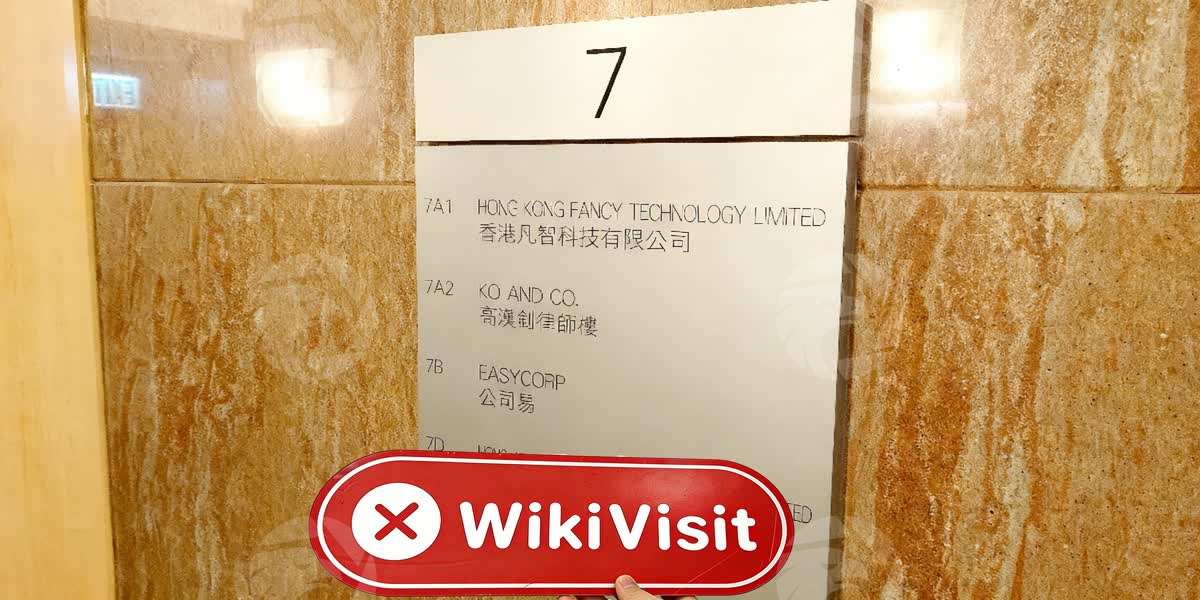 7
7A1 HONG KONG FANCY TECHNOLOGY LIMITED
香港凡智科技有限公司
7A2 KO AND CO.
高漢釗律師樓
7B EASYCORP
公司易
7D
WikiVisit